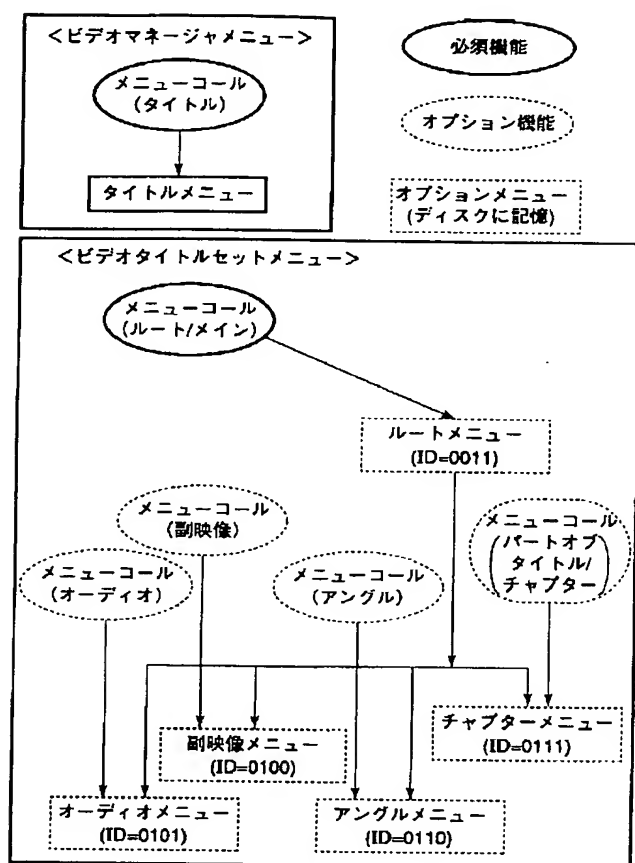 ＜ビデオマネージャメニュー＞
メニューコール
(タイトル)
タイトルメニュー
必須機能
オプション機能
オプションメニュー
(ディスクに記憶)
＜ビデオタイトルセットメニュー＞
メニューコール
(ルート/メイン)
ルートメニュー
(ID=0011)
メニューコール
(副映像)
メニューコール
(オーディオ)
メニューコール
(アングル)
メニューコール
(パートオブ
タイトル/
チャプター)
副映像メニュー
(ID=0100)
チャプターメニュー
(ID=0111)
オーディオメニュー
(ID=0101)
アングルメニュー
(ID=0110)